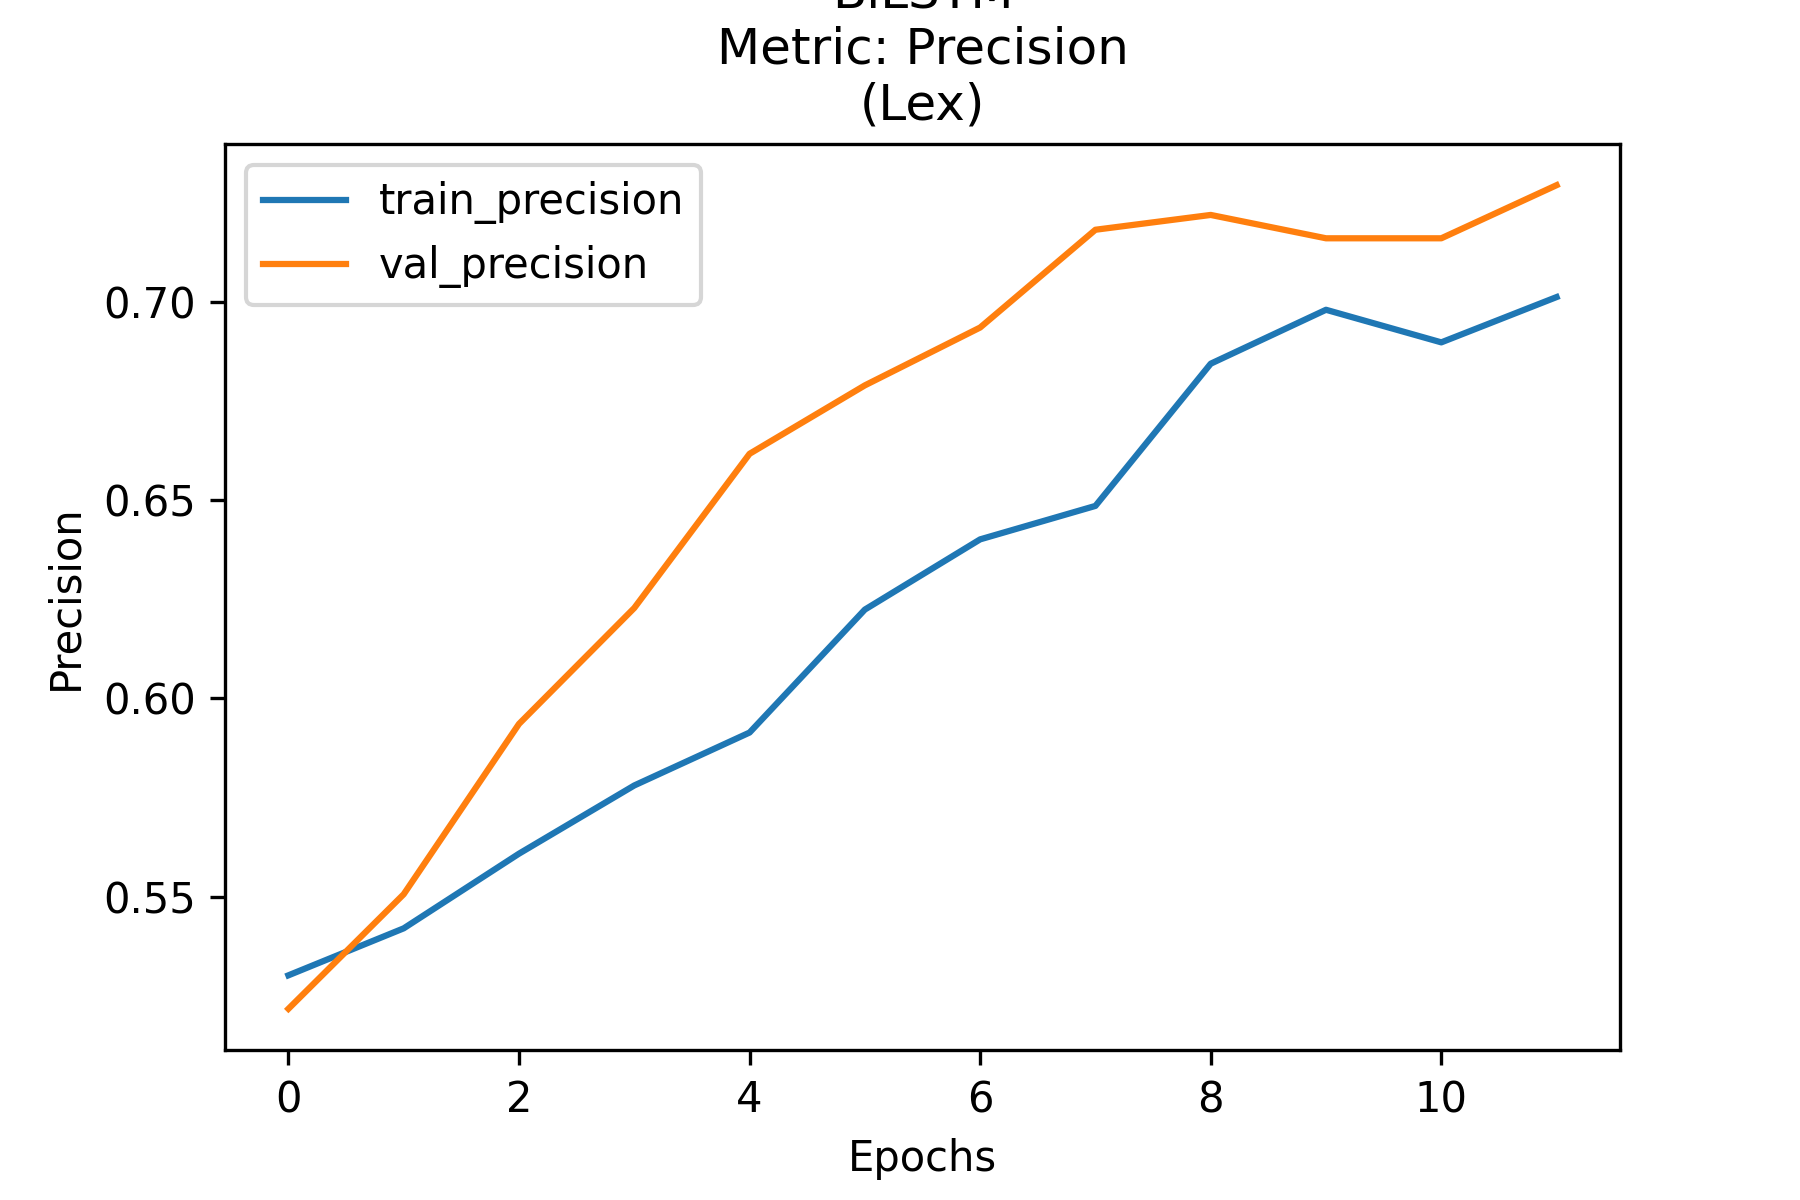 BiLSTM
Metric: Precision
(Lex)
train_precision
val_precision
0.70
0.65
0.60
0.55
Precision
0 2 4 6 8 10
Epochs